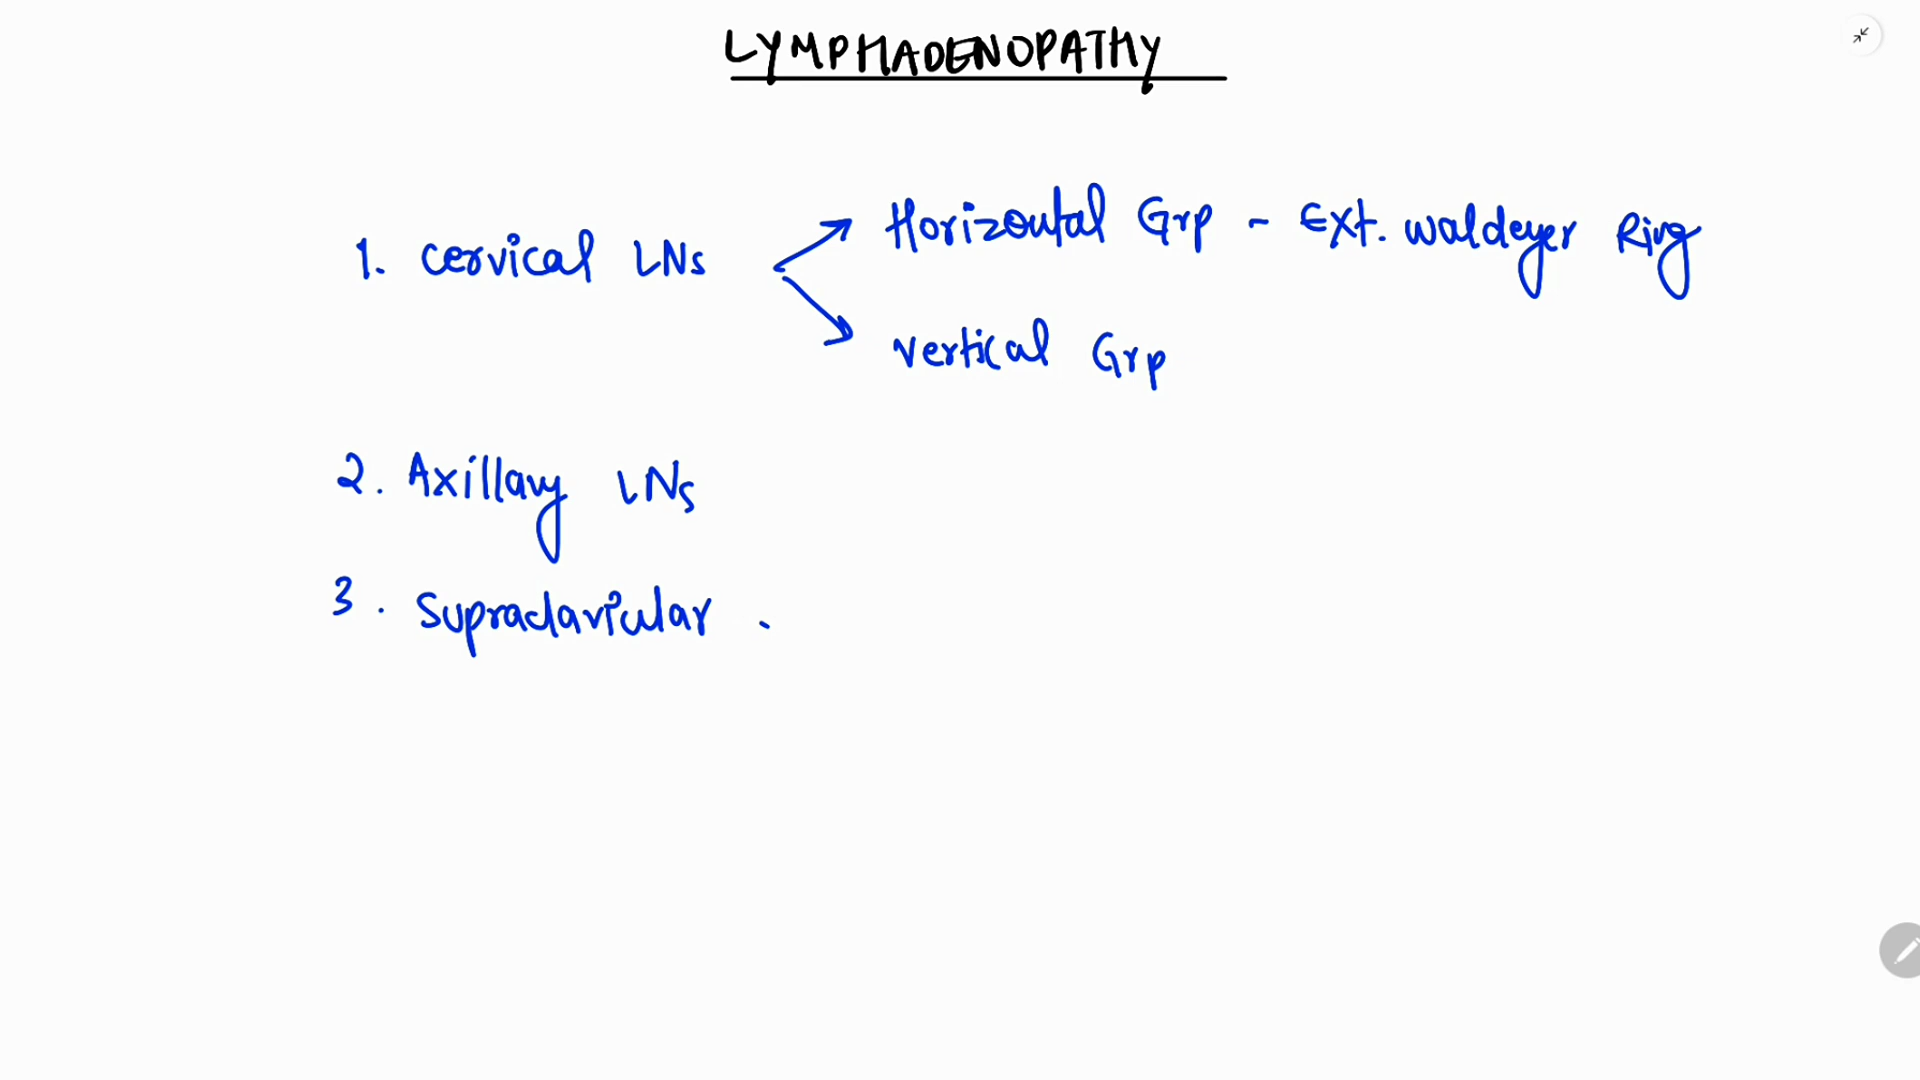 LYMPHADENOPATHY
1. Cervical LNs
Horizontal Grp - Ext. Waldeyer Ring
Vertical Grp
2. Axillary LNs
3. Supraclavicular